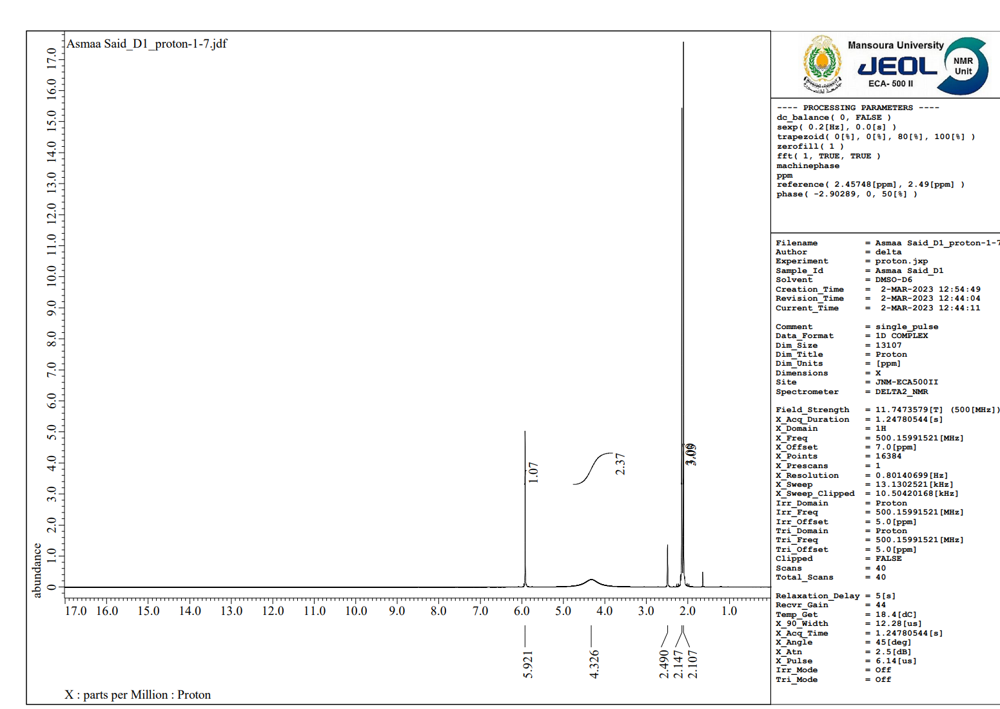 Asmaa Said_D1_proton-1-7.jdf
Mansoura University
JEOL
ECA- 500 II
NMR
Unit
---- PROCESSING PARAMETERS ----
dc_balance( 0, FALSE )
sexp( 0.2[Hz], 0.0[s] )
trapezoid( 0[%], 0[%], 80[%], 100[%] )
zerofill( 1 )
fft( 1, TRUE, TRUE )
machinephase
ppm
reference( 2.45748[ppm], 2.49[ppm] )
phase( -2.90289, 0, 50[%] )
Filename = Asmaa Said_D1_proton-1-7
Author = delta
Experiment = proton.jxp
Sample_Id = Asmaa Said_D1
Solvent = DMSO-D6
Creation_Time = 2-MAR-2023 12:54:49
Revision_Time = 2-MAR-2023 12:44:04
Current_Time = 2-MAR-2023 12:44:11
Comment = single_pulse
Data_Format = 1D COMPLEX
Dim_Size = 13107
Dim_Title = Proton
Dim_Units = [ppm]
Dimensions = X
Site = JNM-ECA500II
Spectrometer = DELTA2_NMR
Field_Strength = 11.7473579[T] (500[MHz])
X_Acq_Duration = 1.24780544[s]
X_Domain = 1H
X_Freq = 500.15991521[MHz]
X_Offset = 7.0[ppm]
X_Points = 16384
X_Prescans = 1
X_Resolution = 0.80140699[Hz]
X_Sweep = 13.1302521[kHz]
X_Sweep_Clipped = 10.50420168[kHz]
Irr_Domain = Proton
Irr_Freq = 500.15991521[MHz]
Irr_Offset = 5.0[ppm]
Tri_Domain = Proton
Tri_Freq = 500.15991521[MHz]
Tri_Offset = 5.0[ppm]
Clipped = FALSE
Scans = 40
Total_Scans = 40
Relaxation_Delay = 5[s]
Recvr_Gain = 44
Temp_Get = 18.4[dC]
X_90_Width = 12.28[us]
X_Acq_Time = 1.24780544[s]
X_Angle = 45[deg]
X_Atn = 2.5[dB]
X_Pulse = 6.14[us]
Irr_Mode = Off
Tri_Mode = Off
17.0
16.0
15.0
14.0
13.0
12.0
11.0
10.0
9.0
8.0
7.0
6.0
5.0
4.0
3.0
2.0
1.0
0
abundance
1.07
2.37
17.0 16.0 15.0 14.0 13.0 12.0 11.0 10.0 9.0 8.0 7.0 6.0 5.0 4.0 3.0 2.0 1.0
5.921
4.326
2.490
2.147
2.107
X : parts per Million : Proton